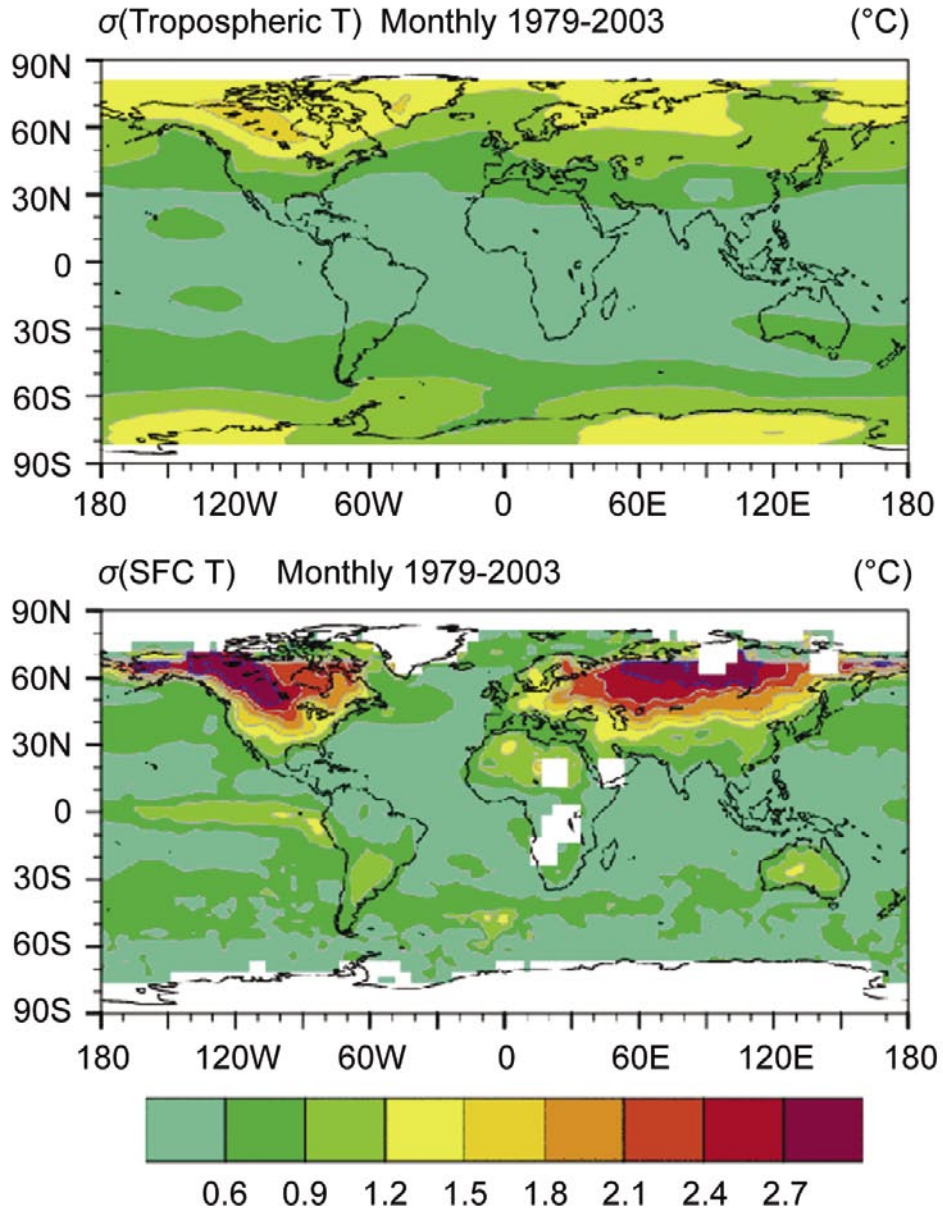 σ(Tropospheric T) Monthly 1979-2003 (°C)
90N
60N
30N
0
30S
60S
90S
180 120W 60W 0 60E 120E 180
σ(SFC T) Monthly 1979-2003 (°C)
90N
60N
30N
0
30S
60S
90S
180 120W 60W 0 60E 120E 180
0.6 0.9 1.2 1.5 1.8 2.1 2.4 2.7